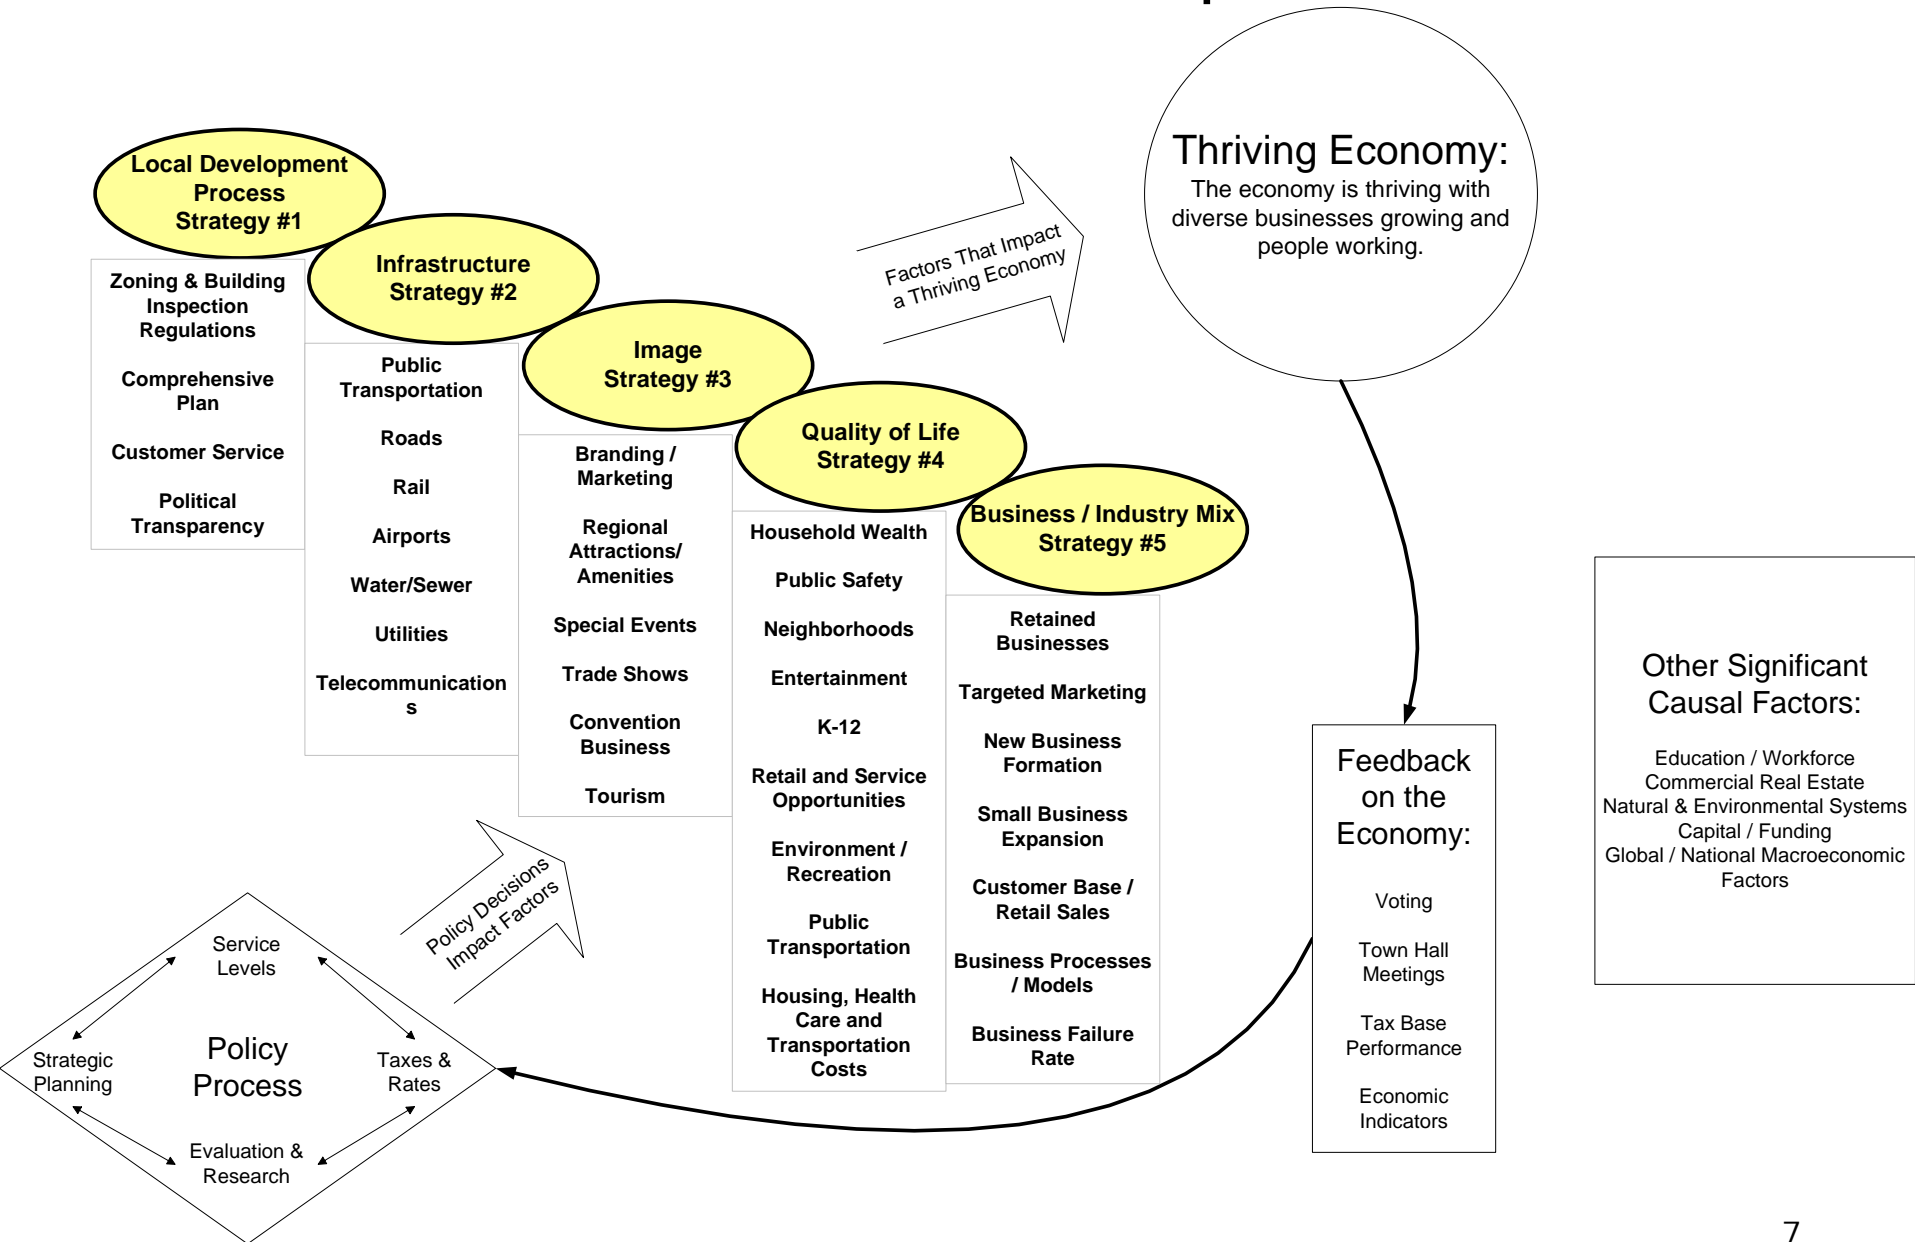 Thriving Economy:
The economy is thriving with
diverse businesses growing and
people working.
Factors That Impact
a Thriving Economy
Local Development
Process
Strategy #1
Zoning & Building
Inspection
Regulations
Comprehensive
Plan
Customer Service
Political
Transparency
Infrastructure
Strategy #2
Public
Transportation
Roads
Rail
Airports
Water/Sewer
Utilities
Telecommunication
s
Image
Strategy #3
Branding /
Marketing
Regional
Attractions/
Amenities
Special Events
Trade Shows
Convention
Business
Tourism
Quality of Life
Strategy #4
Household Wealth
Public Safety
Neighborhoods
Entertainment
K-12
Retail and Service
Opportunities
Environment /
Recreation
Public
Transportation
Housing, Health
Care and
Transportation
Costs
Business / Industry Mix
Strategy #5
Retained
Businesses
Targeted Marketing
New Business
Formation
Small Business
Expansion
Customer Base /
Retail Sales
Business Processes
/ Models
Business Failure
Rate
Other Significant
Causal Factors:
Education / Workforce
Commercial Real Estate
Natural & Environmental Systems
Capital / Funding
Global / National Macroeconomic
Factors
Feedback
on the
Economy:
Voting
Town Hall
Meetings
Tax Base
Performance
Economic
Indicators
Policy Decisions
Impact Factors
Service
Levels
Strategic
Planning
Policy
Process
Taxes &
Rates
Evaluation &
Research
7